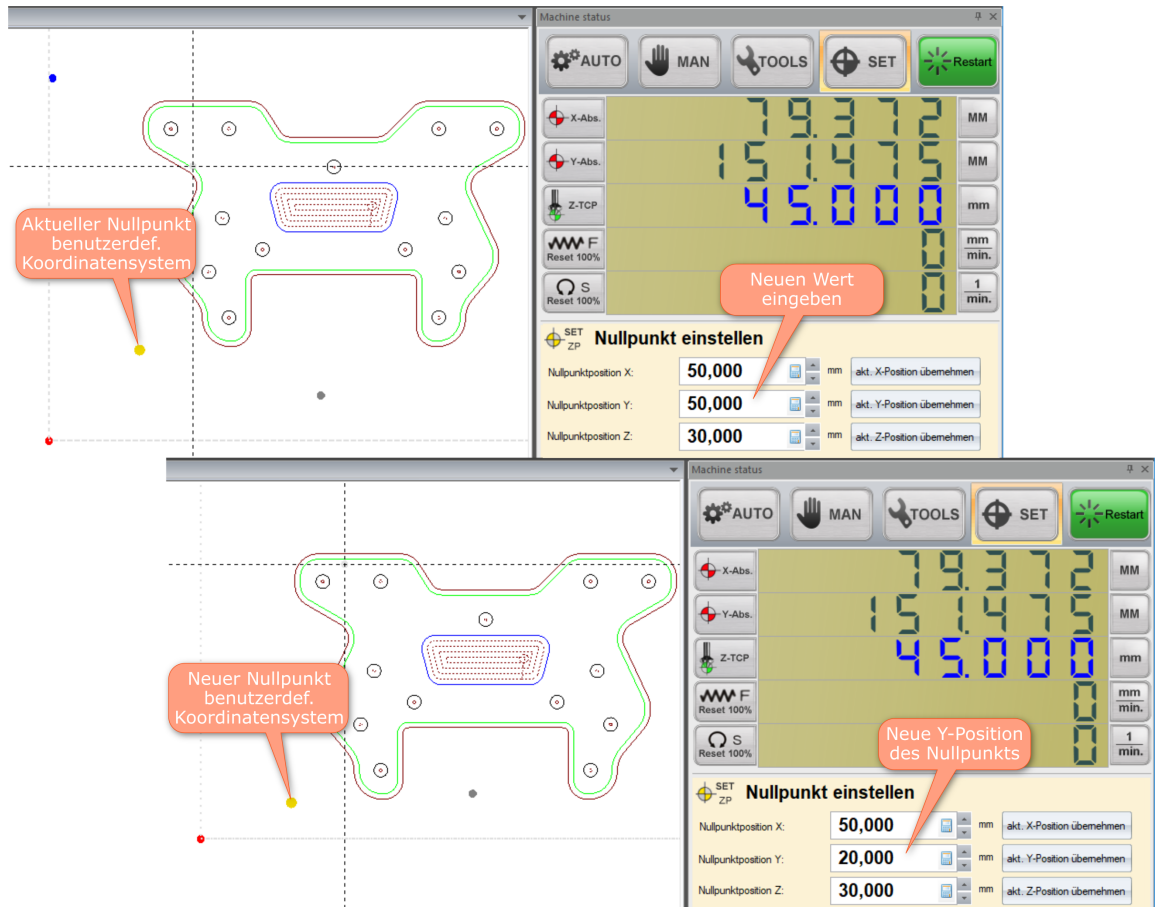 Machine status
AUTO
MAN
TOOLS
SET
Restart
X-Abs.
79.372
MM
Y-Abs.
151.475
MM
Z-TCP
45.000
mm
F
Reset 100%
0
mm
min.
S
Reset 100%
0
1
min.
Aktueller Nullpunkt
benutzerdef.
Koordinatensystem
Neuen Wert
eingeben
SET
ZP
Nullpunkt einstellen
Nullpunktposition X:
50,000
mm
akt. X-Position übernehmen
Nullpunktposition Y:
50,000
mm
akt. Y-Position übernehmen
Nullpunktposition Z:
30,000
mm
akt. Z-Position übernehmen
Machine status
AUTO
MAN
TOOLS
SET
Restart
X-Abs.
79.372
MM
Y-Abs.
151.475
MM
Z-TCP
45.000
mm
F
Reset 100%
0
mm
min.
S
Reset 100%
0
1
min.
Neuer Nullpunkt
benutzerdef.
Koordinatensystem
Neue Y-Position
des Nullpunkts
SET
ZP
Nullpunkt einstellen
Nullpunktposition X:
50,000
mm
akt. X-Position übernehmen
Nullpunktposition Y:
20,000
mm
akt. Y-Position übernehmen
Nullpunktposition Z:
30,000
mm
akt. Z-Position übernehmen